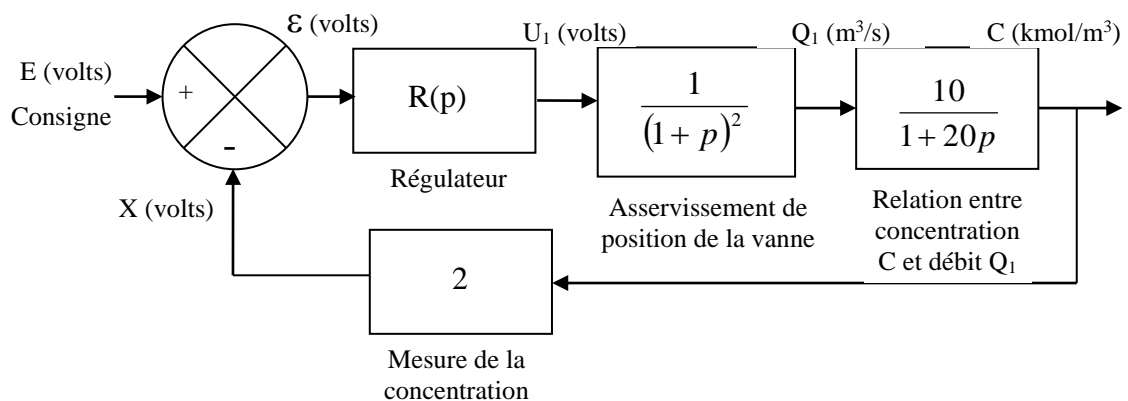 ε (volts)
U₁ (volts)
Q₁ (m³/s)
C (kmol/m³)
E (volts)
Consigne
+
-
R(p)
1
(1 + p)²
10
1 + 20p
Régulateur
X (volts)
Asservissement de
position de la vanne
Relation entre
concentration
C et débit Q₁
2
Mesure de la
concentration